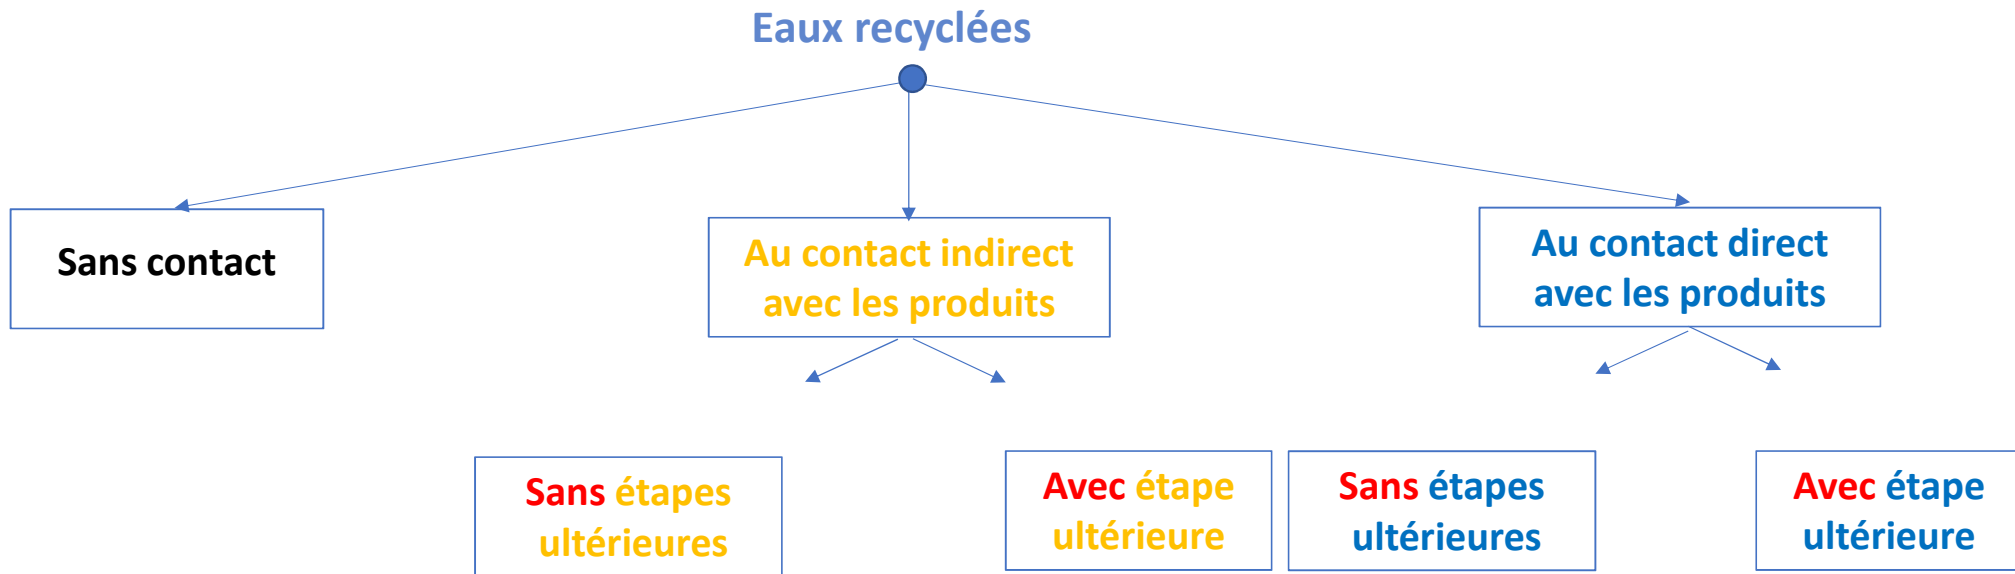 Eaux recyclées
Sans contact
Au contact indirect
avec les produits
Au contact direct
avec les produits
Sans étapes
ultérieures
Avec étape
ultérieure
Sans étapes
ultérieures
Avec étape
ultérieure